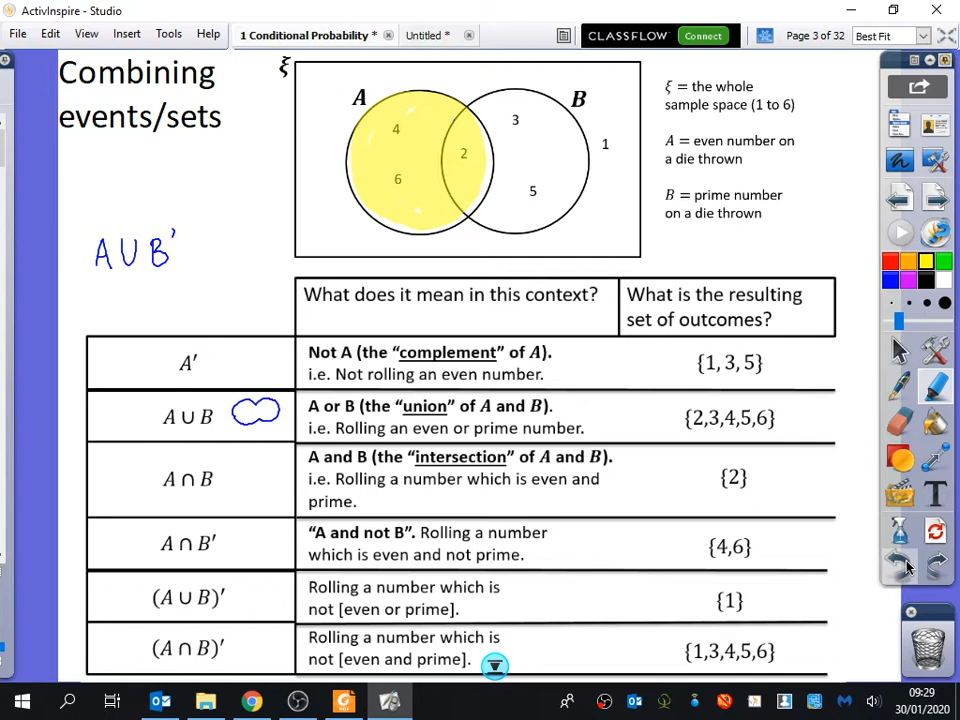 ActivInspire - Studio
File Edit View Insert Tools Help
1 Conditional Probability * Untitled *
CLASSFLOW Connect
Page 3 of 32 Best Fit
Combining
events/sets
ξ
A
B
4
6
2
3
5
1
ξ = the whole
sample space (1 to 6)
A = even number on
a die thrown
B = prime number
on a die thrown
A ∪ B′
What does it mean in this context?
What is the resulting
set of outcomes?
A′
Not A (the “complement” of A).
i.e. Not rolling an even number.
{1, 3, 5}
A ∪ B
A or B (the “union” of A and B).
i.e. Rolling an even or prime number.
{2,3,4,5,6}
A ∩ B
A and B (the “intersection” of A and B).
i.e. Rolling a number which is even and
prime.
{2}
A ∩ B′
“A and not B”. Rolling a number
which is even and not prime.
{4,6}
(A ∪ B)′
Rolling a number which is
not [even or prime].
{1}
(A ∩ B)′
Rolling a number which is
not [even and prime].
{1,3,4,5,6}
09:29
30/01/2020